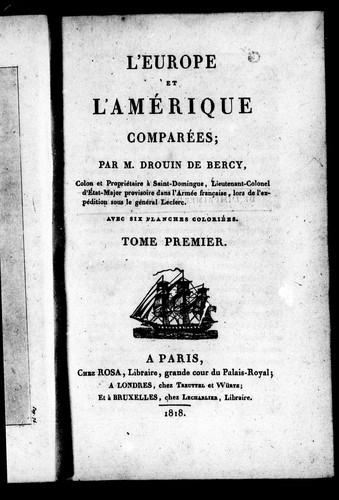 L'EUROPE
ET
L'AMÉRIQUE
COMPARÉES;
PAR M. DROUIN DE BERCY,
Colon et Propriétaire à Saint-Domingue, Lieutenant-Colonel
d'État-Major provisoire dans l'Armée française, lors de l'ex-
pédition sous le général Leclerc.
AVEC SIX PLANCHES COLORIÉES.
TOME PREMIER.
A PARIS,
CHEZ ROSA, Libraire, grande cour du Palais-Royal;
A LONDRES, chez TREUTTEL et WÜRTZ;
Et à BRUXELLES, chez LECHARLIER, Libraire.
1818.